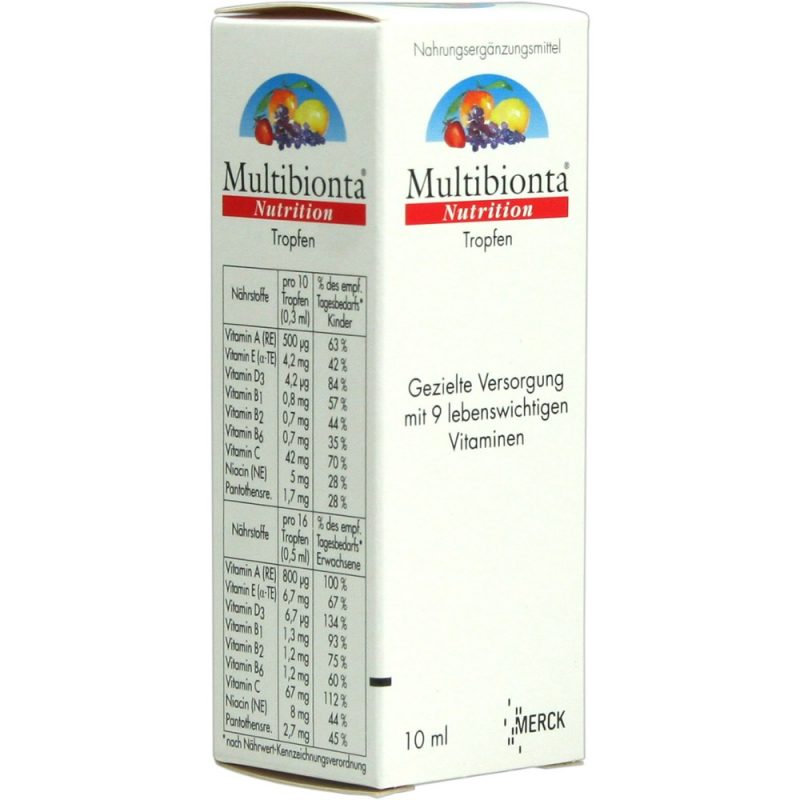 Multibionta®
Nutrition
Tropfen
Nährstoffe | pro 10 Tropfen (0,3 ml) | % des empf. Tagesbedarfs* Kinder
Vitamin A (RE) 500 µg 63 %
Vitamin E (α-TE) 4,2 mg 42 %
Vitamin D3 4,2 µg 84 %
Vitamin B1 0,8 mg 57 %
Vitamin B2 0,7 mg 44 %
Vitamin B6 0,7 mg 35 %
Vitamin C 42 mg 70 %
Niacin (NE) 5 mg 28 %
Pantothensre. 1,7 mg 28 %
Nährstoffe | pro 16 Tropfen (0,5 ml) | % des empf. Tagesbedarfs* Erwachsene
Vitamin A (RE) 800 µg 100 %
Vitamin E (α-TE) 6,7 mg 67 %
Vitamin D3 6,7 µg 134 %
Vitamin B1 1,3 mg 93 %
Vitamin B2 1,2 mg 75 %
Vitamin B6 1,2 mg 60 %
Vitamin C 67 mg 112 %
Niacin (NE) 8 mg 44 %
Pantothensre. 2,7 mg 45 %
*nach Nährwert-Kennzeichnungsverordnung
Nahrungsergänzungsmittel
Multibionta®
Nutrition
Tropfen
Gezielte Versorgung
mit 9 lebenswichtigen
Vitaminen
10 ml
MERCK